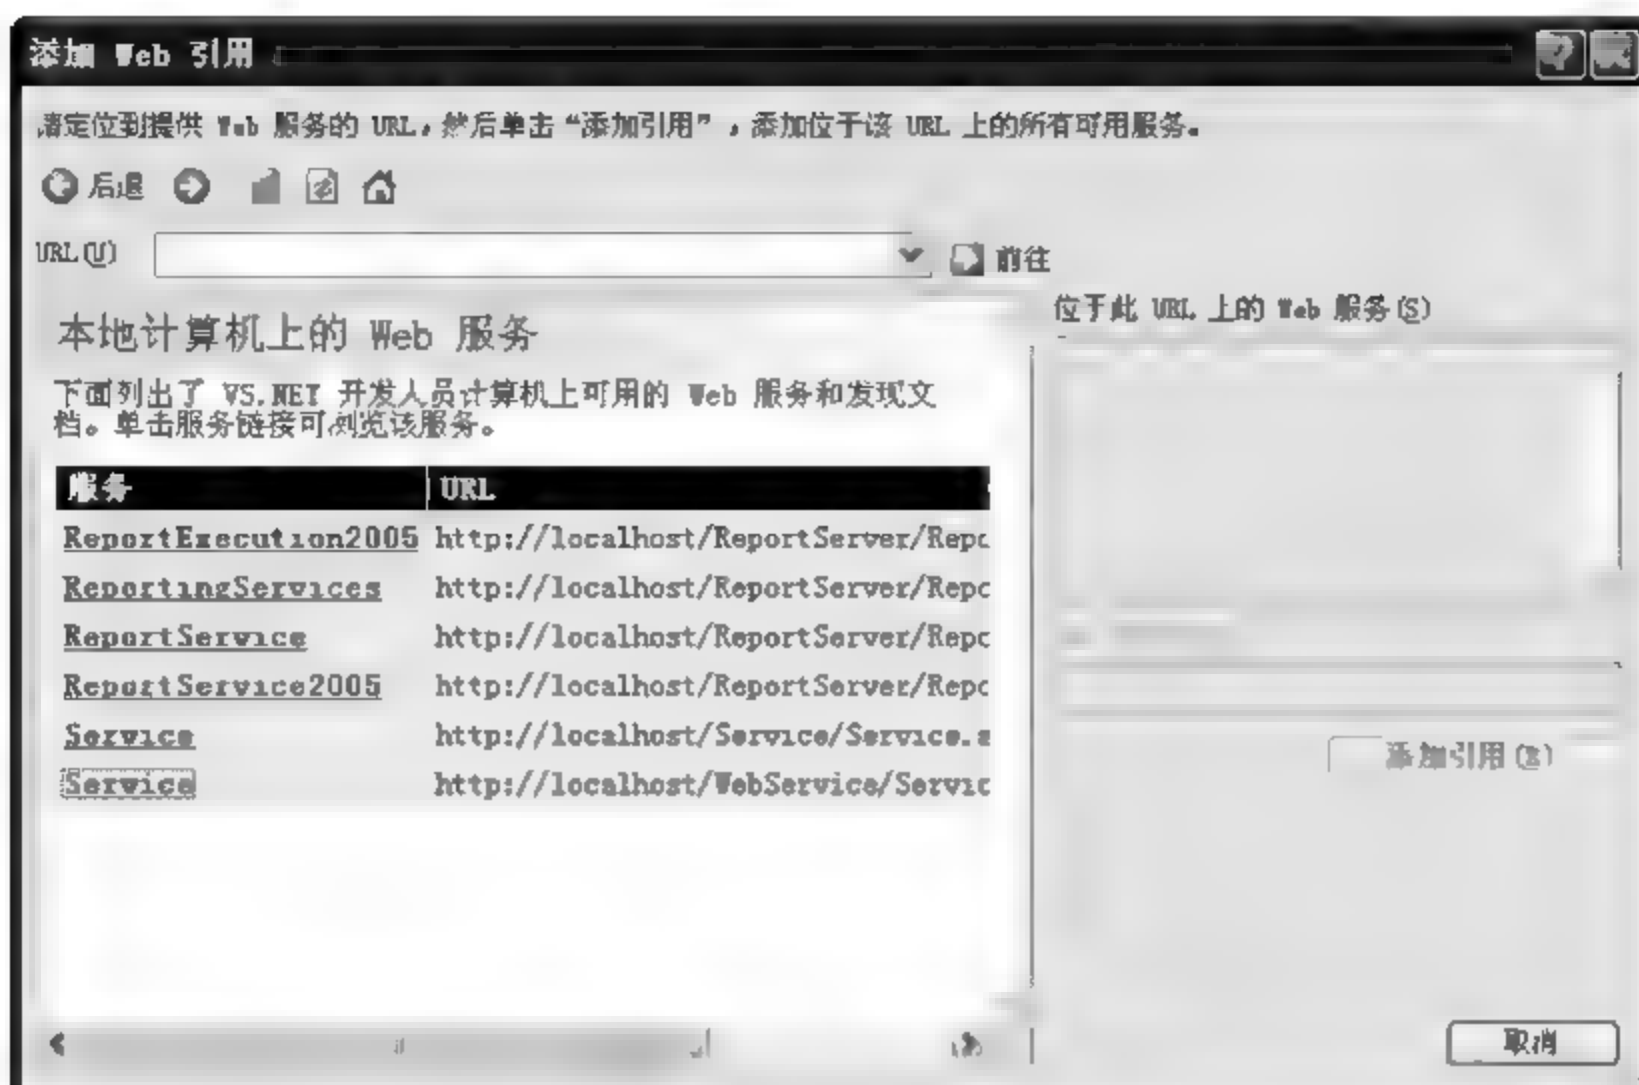 添加 Web 引用
请定位到提供 Web 服务的 URL，然后单击“添加引用”，添加位于该 URL 上的所有可用服务。
后退
URL(U)
前往
位于此 URL 上的 Web 服务(S)
本地计算机上的 Web 服务
下面列出了 VS.NET 开发人员计算机上可用的 Web 服务和发现文
档。单击服务链接可浏览该服务。
服务 URL
ReportExecution2005 http://localhost/ReportServer/Repo
ReportingServices http://localhost/ReportServer/Repo
ReportService http://localhost/ReportServer/Repo
ReportService2005 http://localhost/ReportServer/Repo
Service http://localhost/Service/Service.a
Service http://localhost/WebService/Servic
添加引用(R)
取消